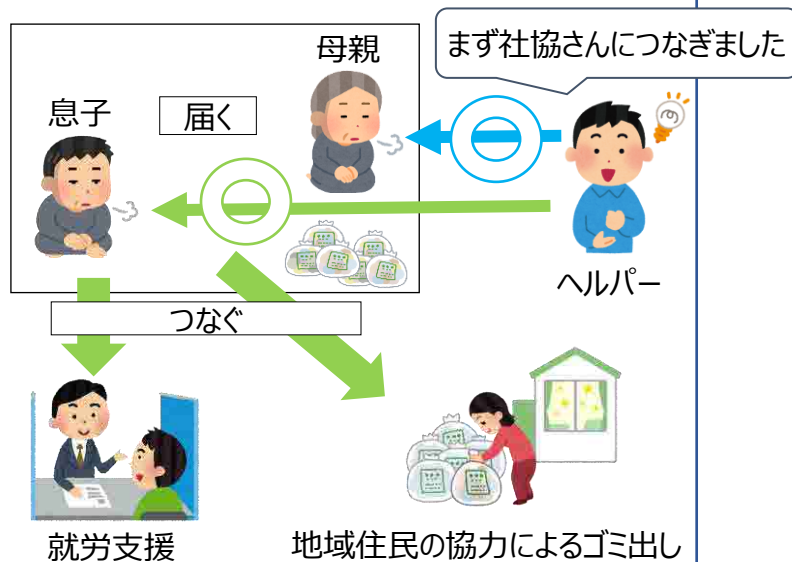 まず社協さんにつなぎました
母親
息子
届く
ヘルパー
つなぐ
就労支援
地域住民の協力によるゴミ出し